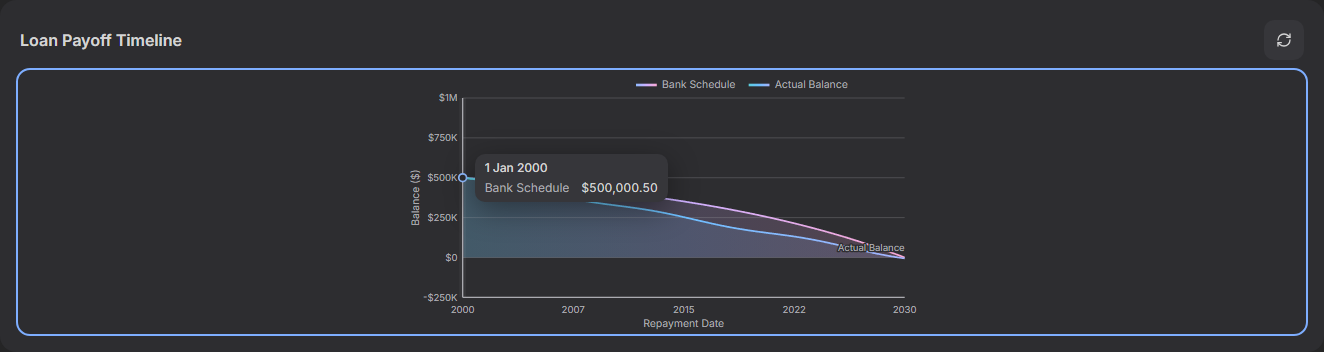 Loan Payoff Timeline
Bank Schedule
Actual Balance
$1M
$750K
$500K
$250K
$0
-$250K
Balance ($)
1 Jan 2000
Bank Schedule $500,000.50
Actual Balance
2000 2007 2015 2022 2030
Repayment Date